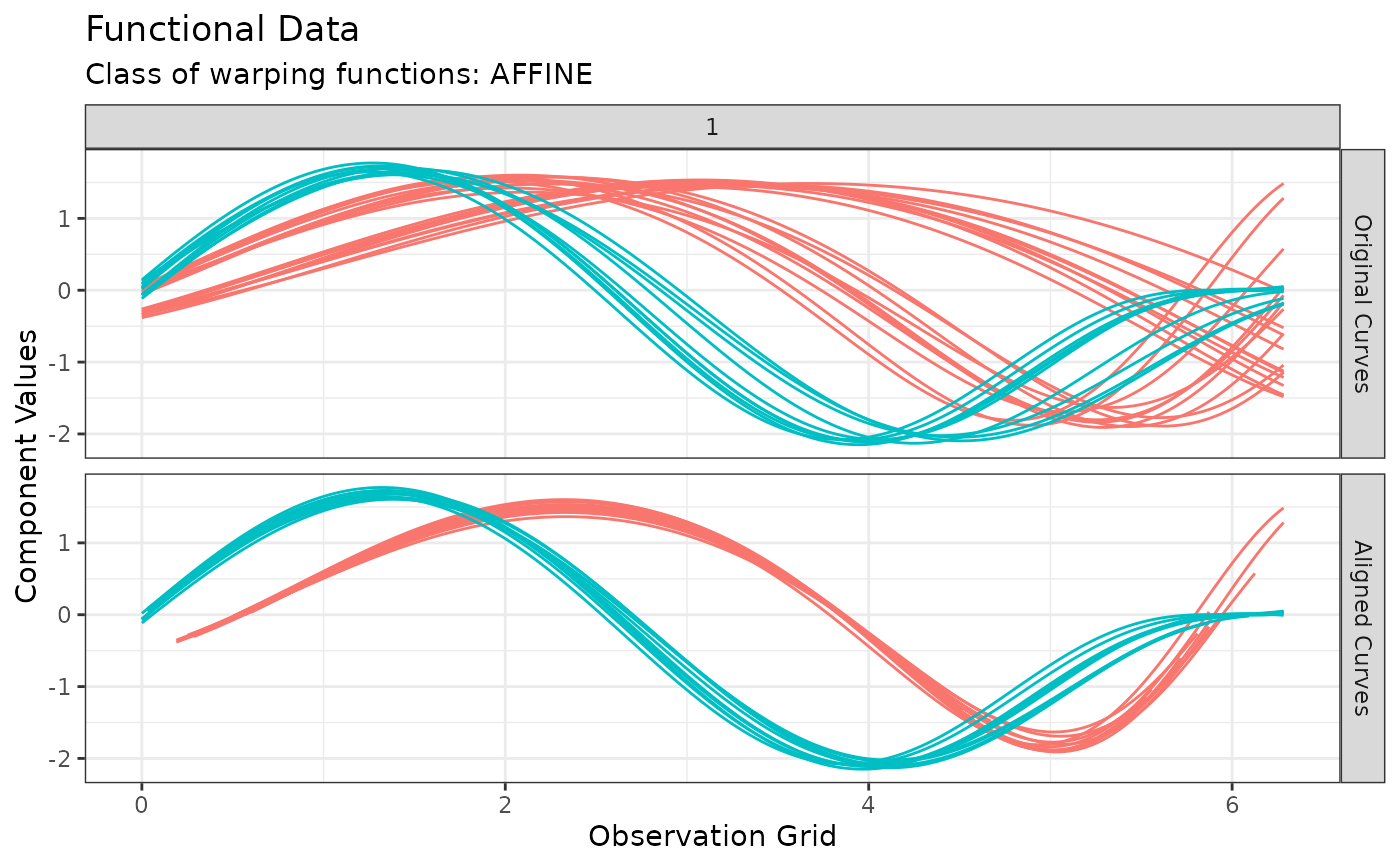 Functional Data
Class of warping functions: AFFINE
1
Component Values
1
0
-1
-2
Original Curves
1
0
-1
-2
Aligned Curves
0 2 4 6
Observation Grid